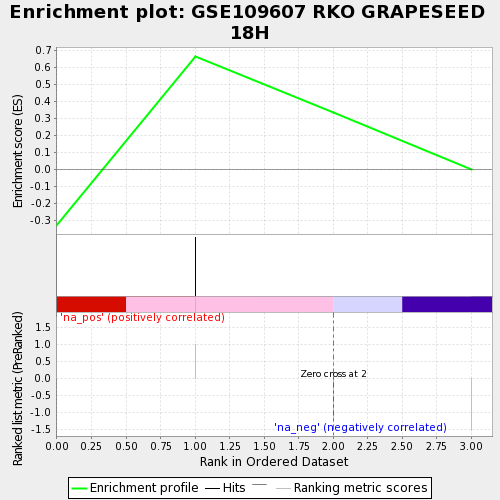 Enrichment plot: GSE109607 RKO GRAPESEED
18H
Enrichment score (ES)
0.7
0.6
0.5
0.4
0.3
0.2
0.1
0.0
-0.1
-0.2
-0.3
'na_pos' (positively correlated)
Ranked list metric (PreRanked)
1.5
1.0
0.5
0.0
-0.5
-1.0
-1.5
Zero cross at 2
'na_neg' (negatively correlated)
0.00 0.25 0.50 0.75 1.00 1.25 1.50 1.75 2.00 2.25 2.50 2.75 3.00
Rank in Ordered Dataset
Enrichment profile Hits Ranking metric scores